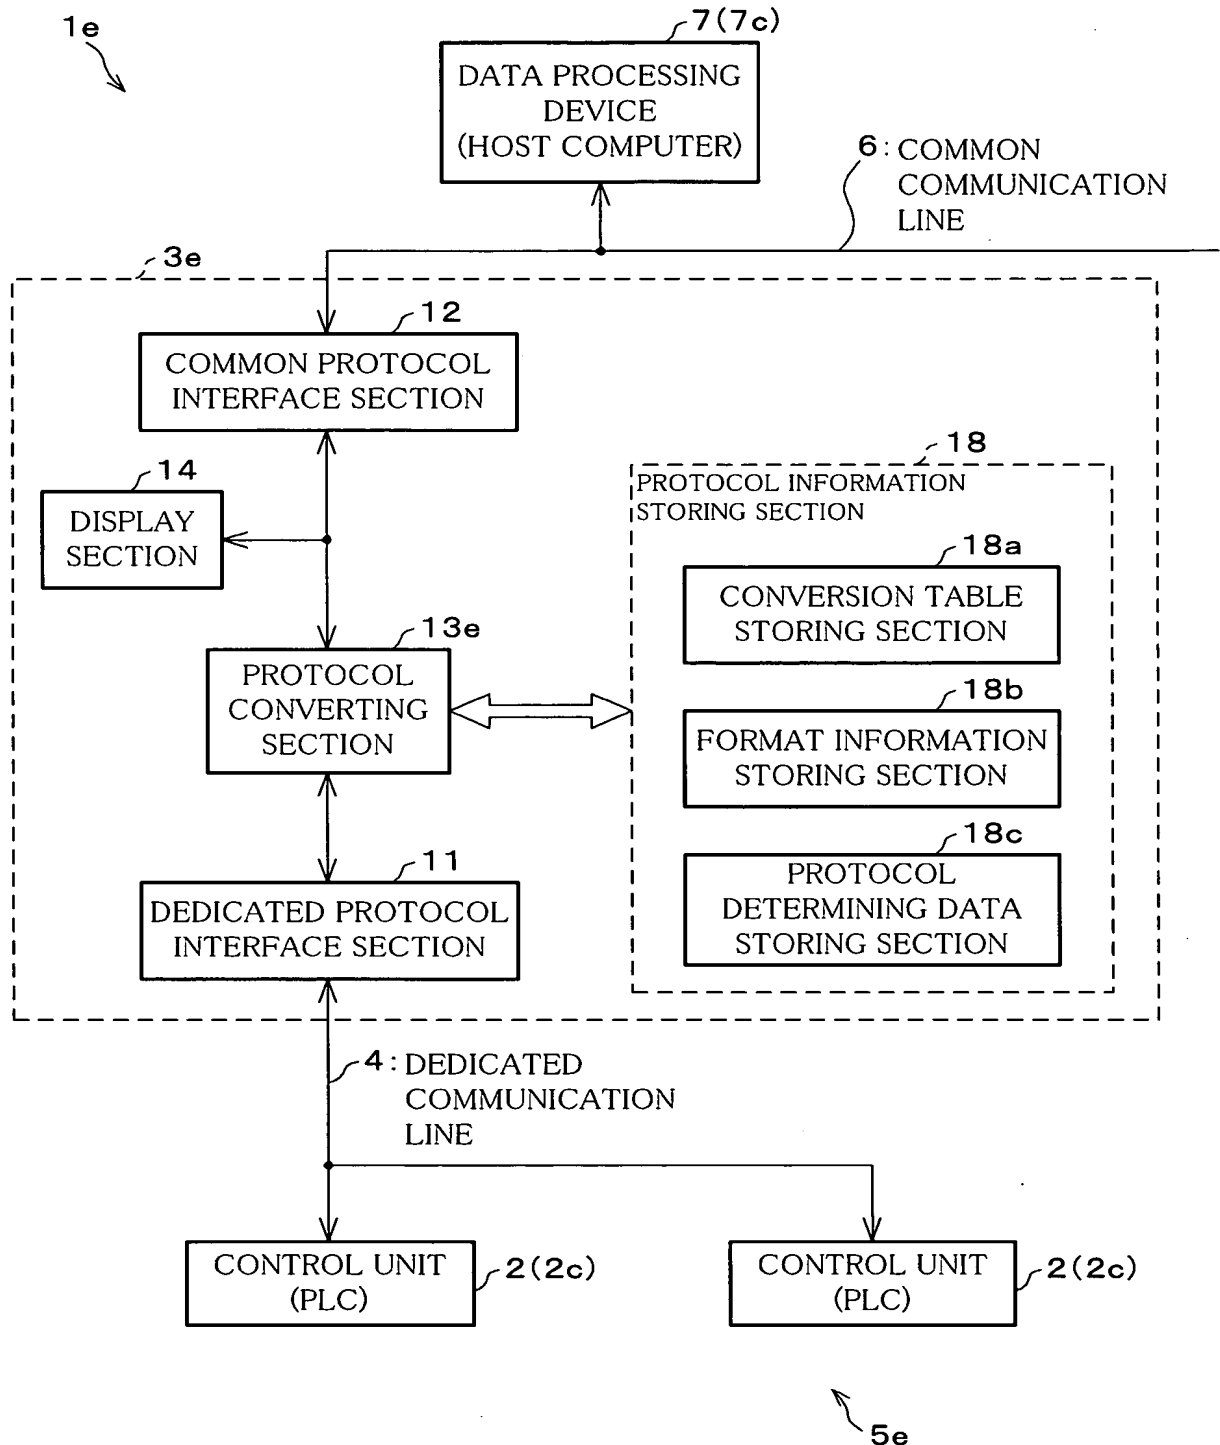 1e
7(7c)
DATA PROCESSING
DEVICE
(HOST COMPUTER)
6: COMMON
COMMUNICATION
LINE
3e
12
COMMON PROTOCOL
INTERFACE SECTION
14
DISPLAY
SECTION
18
PROTOCOL INFORMATION
STORING SECTION
18a
CONVERSION TABLE
STORING SECTION
13e
PROTOCOL
CONVERTING
SECTION
18b
FORMAT INFORMATION
STORING SECTION
18c
PROTOCOL
DETERMINING DATA
STORING SECTION
11
DEDICATED PROTOCOL
INTERFACE SECTION
4: DEDICATED
COMMUNICATION
LINE
CONTROL UNIT
(PLC)
2(2c)
CONTROL UNIT
(PLC)
2(2c)
5e